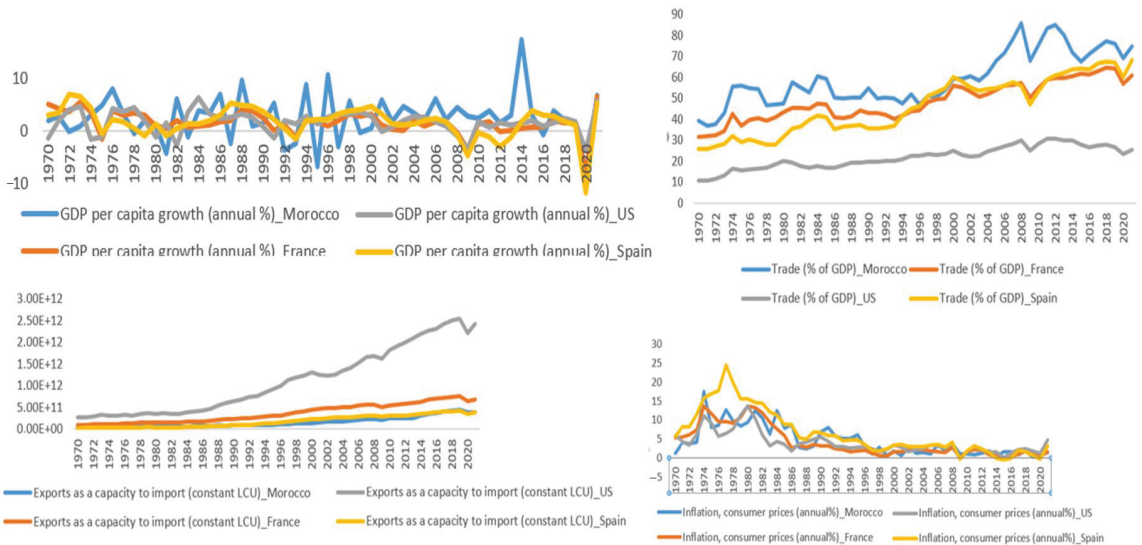 10
0
−10
1970 1972 1974 1976 1978 1980 1982 1984 1986 1988 1990 1992 1994 1996 1998 2000 2002 2004 2006 2008 2010 2012 2014 2016 2018 2020
GDP per capita growth (annual %)_Morocco GDP per capita growth (annual %)_US
GDP per capita growth (annual %)_France GDP per capita growth (annual %)_Spain
90
80
70
60
50
40
30
20
10
0
1970 1972 1974 1976 1978 1980 1982 1984 1986 1988 1990 1992 1994 1996 1998 2000 2002 2004 2006 2008 2010 2012 2014 2016 2018 2020
Trade (% of GDP)_Morocco Trade (% of GDP)_France
Trade (% of GDP)_US Trade (% of GDP)_Spain
3.00E+12
2.50E+12
2.00E+12
1.50E+12
1.00E+12
5.00E+11
0.00E+00
1970 1972 1974 1976 1978 1980 1982 1984 1986 1988 1990 1992 1994 1996 1998 2000 2002 2004 2006 2008 2010 2012 2014 2016 2018 2020
Exports as a capacity to import (constant LCU)_Morocco Exports as a capacity to import (constant LCU)_US
Exports as a capacity to import (constant LCU)_France Exports as a capacity to import (constant LCU)_Spain
30
25
20
15
10
5
0
−5
1970 1972 1974 1976 1978 1980 1982 1984 1986 1988 1990 1992 1994 1996 1998 2000 2002 2004 2006 2008 2010 2012 2014 2016 2018 2020
Inflation, consumer prices (annual%)_Morocco Inflation, consumer prices (annual%)_US
Inflation, consumer prices (annual%)_France Inflation, consumer prices (annual%)_Spain